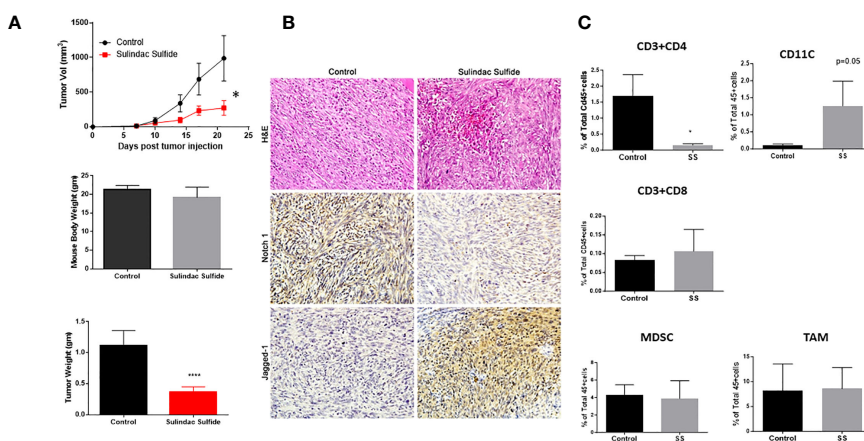 A
Control
Sulindac Sulfide
Tumor Vol (mm³)
1500
1000
500
0
0 5 10 15 20 25
Days post tumor injection
*
Mouse Body Weight (gm)
25
20
15
10
5
0
Control Sulindac Sulfide
Tumor Weight (gm)
1.5
1.0
0.5
0.0
****
Control Sulindac Sulfide
B
Control Sulindac Sulfide
H&E
Notch 1
Jagged-1
C
CD3+CD4
% of Total Cd45+cells
2.5
2.0
1.5
1.0
0.5
0.0
*
Control SS
CD11C
p=0.05
% of Total 45+cells
2.5
2.0
1.5
1.0
0.5
0.0
Control SS
CD3+CD8
% of Total CD45+cells
0.20
0.15
0.10
0.05
0.00
Control SS
MDSC
% of Total 45+cells
8
6
4
2
0
Control SS
TAM
% of Total 45+cells
15
10
5
0
Control SS